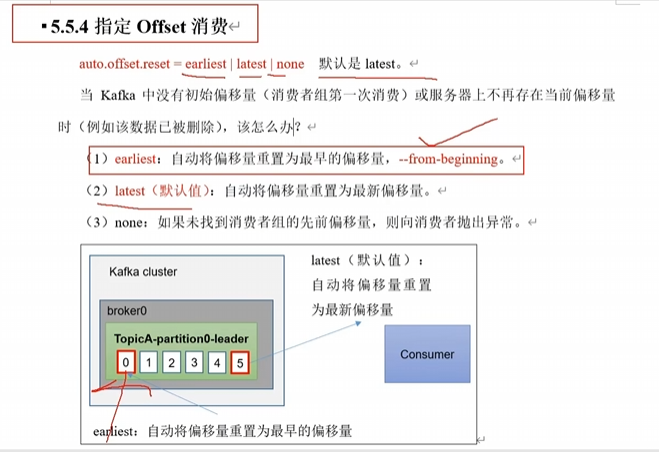 ▪5.5.4 指定 Offset 消费↵
auto.offset.reset = earliest | latest | none 默认是 latest。↵
当 Kafka 中没有初始偏移量（消费者组第一次消费）或服务器上不再存在当前偏移量
时（例如该数据已被删除），该怎么办？↵
（1）earliest：自动将偏移量重置为最早的偏移量，--from-beginning。↵
（2）latest（默认值）：自动将偏移量重置为最新偏移量。↵
（3）none：如果未找到消费者组的先前偏移量，则向消费者抛出异常。↵
latest（默认值）：
自动将偏移量重置
为最新偏移量
Kafka cluster
broker0
TopicA-partition0-leader
0 1 2 3 4 5
Consumer
earliest：自动将偏移量重置为最早的偏移量
↵